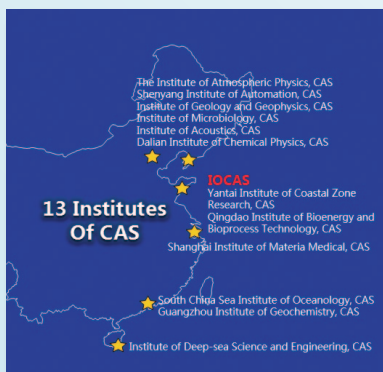 The Institute of Atmospheric Physics, CAS
Shenyang Institute of Automation, CAS
Institute of Geology and Geophysics, CAS
Institute of Microbiology, CAS
Institute of Acoustics, CAS
Dalian Institute of Chemical Physics, CAS
IOCAS
Yantai Institute of Coastal Zone
Research, CAS
Qingdao Institute of Bioenergy and
Bioprocess Technology, CAS
13 Institutes
Of CAS
Shanghai Institute of Materia Medical, CAS
South China Sea Institute of Oceanology, CAS
Guangzhou Institute of Geochemistry, CAS
Institute of Deep-sea Science and Engineering, CAS